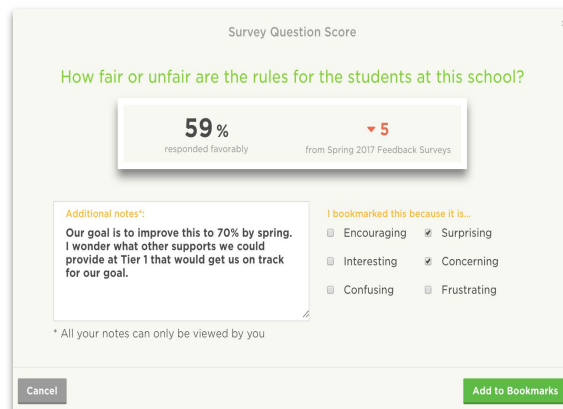 Survey Question Score
How fair or unfair are the rules for the students at this school?
59 %
responded favorably
▼ 5
from Spring 2017 Feedback Surveys
Additional notes*:
Our goal is to improve this to 70% by spring.
I wonder what other supports we could
provide at Tier 1 that would get us on track
for our goal.
* All your notes can only be viewed by you
I bookmarked this because it is...
Encouraging
Surprising
Interesting
Concerning
Confusing
Frustrating
Cancel
Add to Bookmarks